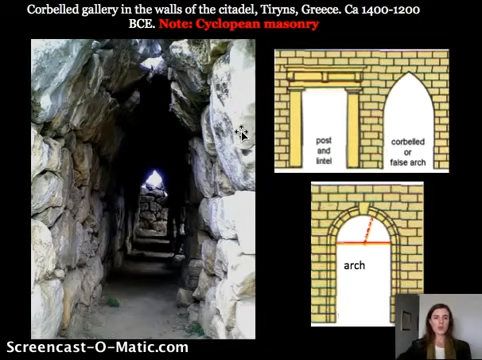 Corbelled gallery in the walls of the citadel, Tiryns, Greece. Ca 1400-1200
BCE. Note: Cyclopean masonry
post
and
lintel
corbelled
or
false arch
arch
Screencast-O-Matic.com